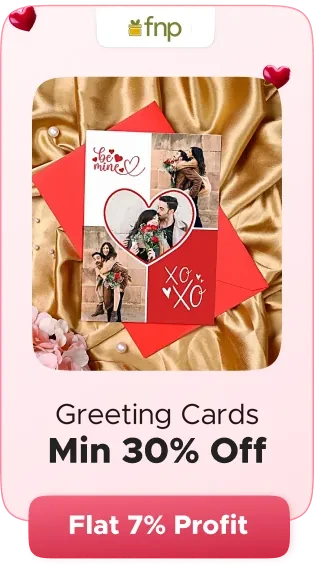 fnp
be
mine
XO
XO
Greeting Cards
Min 30% Off
Flat 7% Profit